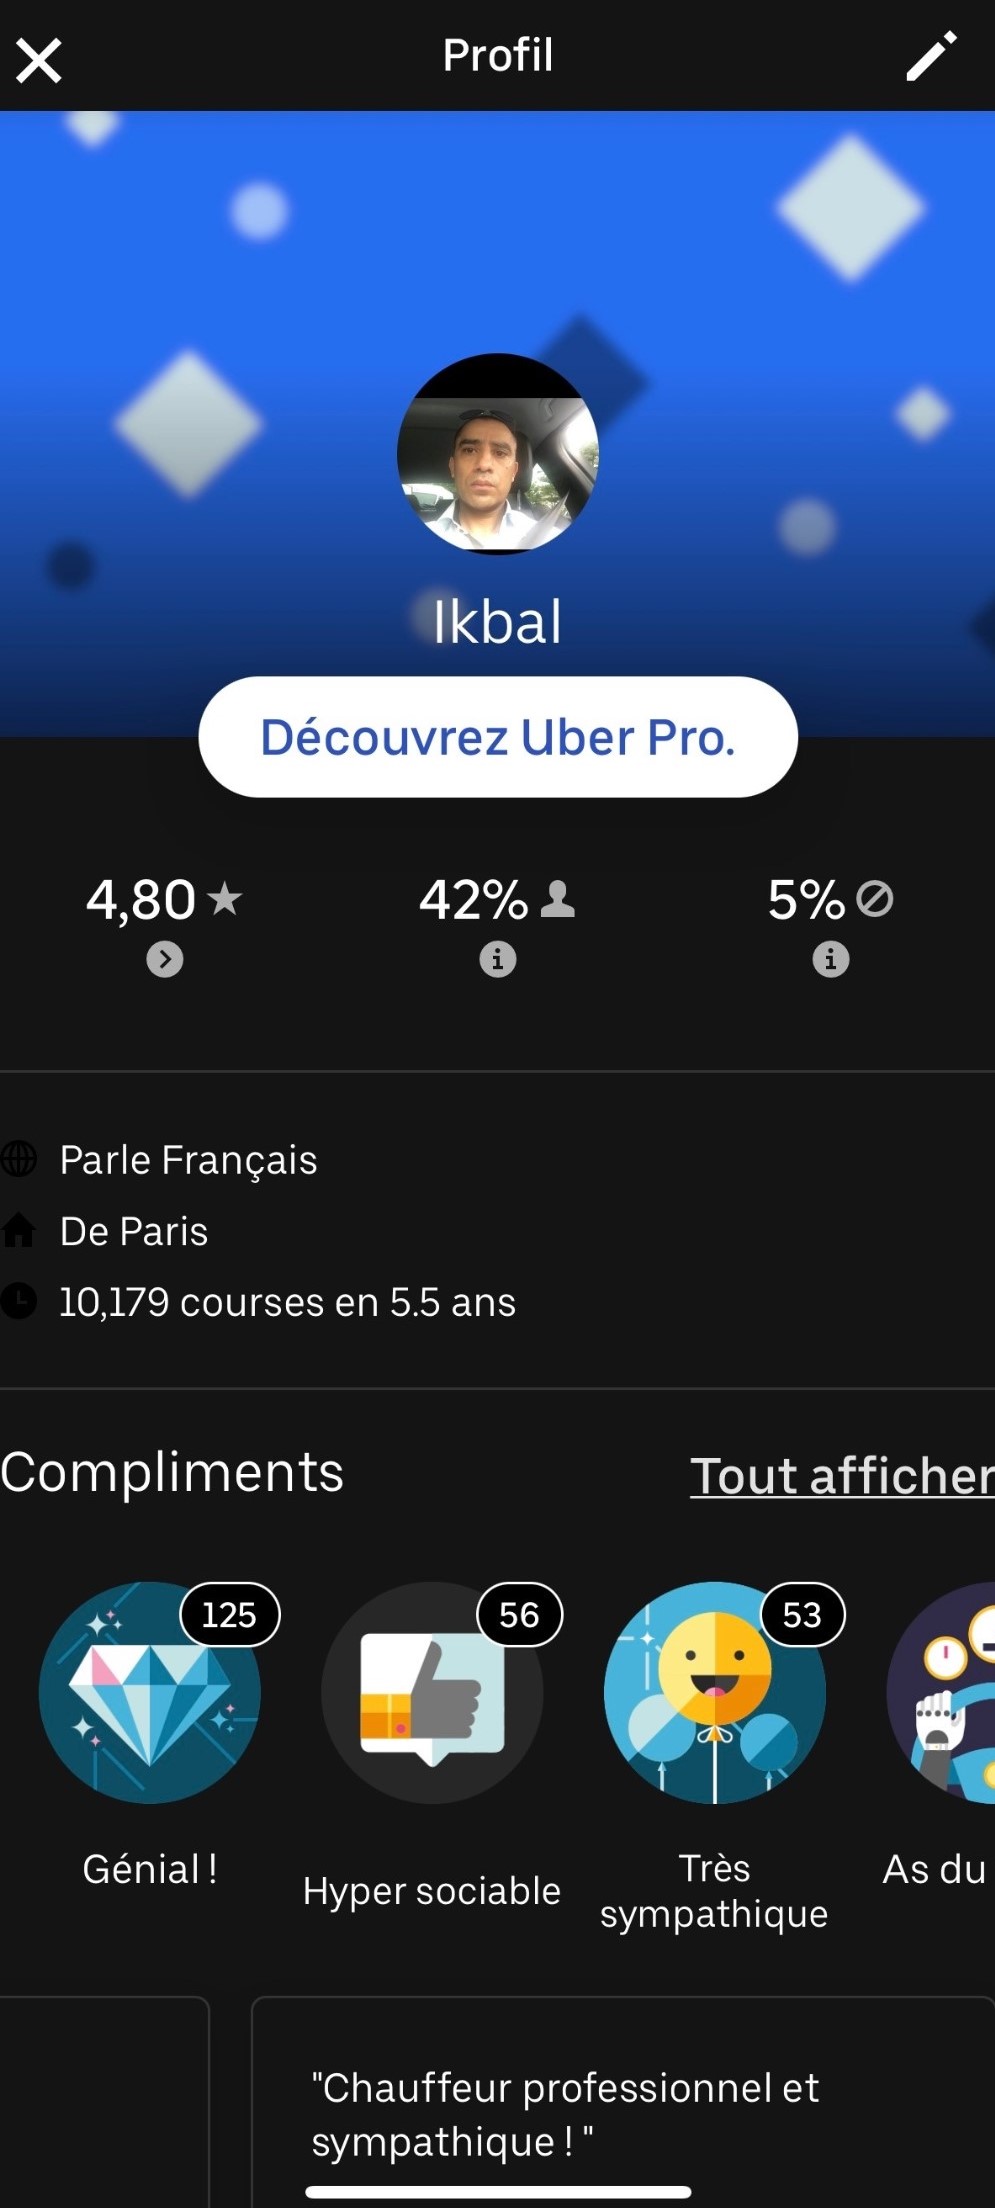 Profil
Ikbal
Découvrez Uber Pro.
4,80
42%
5%
Parle Français
De Paris
10,179 courses en 5.5 ans
Compliments
Tout afficher
125
56
53
Génial !
Hyper sociable
Très
sympathique
As du
"Chauffeur professionnel et
sympathique ! "